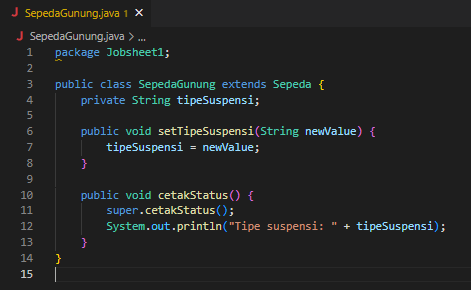 J SepedaGunung.java 1 ×
J SepedaGunung.java > ...
1 package Jobsheet1;
2
3 public class SepedaGunung extends Sepeda {
4     private String tipeSuspensi;
5
6     public void setTipeSuspensi(String newValue) {
7         tipeSuspensi = newValue;
8     }
9
10     public void cetakStatus() {
11         super.cetakStatus();
12         System.out.println("Tipe suspensi: " + tipeSuspensi);
13     }
14 }
15